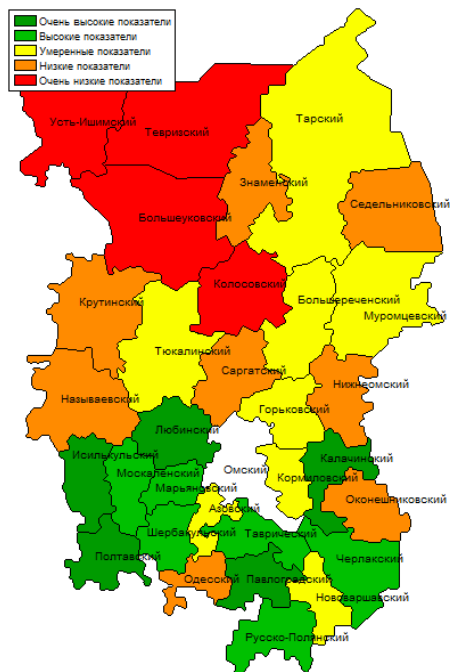 Очень высокие показатели
Высокие показатели
Умеренные показатели
Низкие показатели
Очень низкие показатели
Усть-Ишимский
Тевризский
Тарский
Знаменский
Седельниковский
Большеуковский
Колосовский
Крутинский
Большереченский
Муромцевский
Тюкалинский
Саргатский
Нижнеомский
Называевский
Горьковский
Любинский
Исилькульский
Калачинский
Москаленский
Омский
Кормиловский
Марьяновский
Оконешниковский
Азовский
Шербакульский
Таврический
Полтавский
Черлакский
Одесский
Павлоградский
Нововаршавский
Русско-Полянский